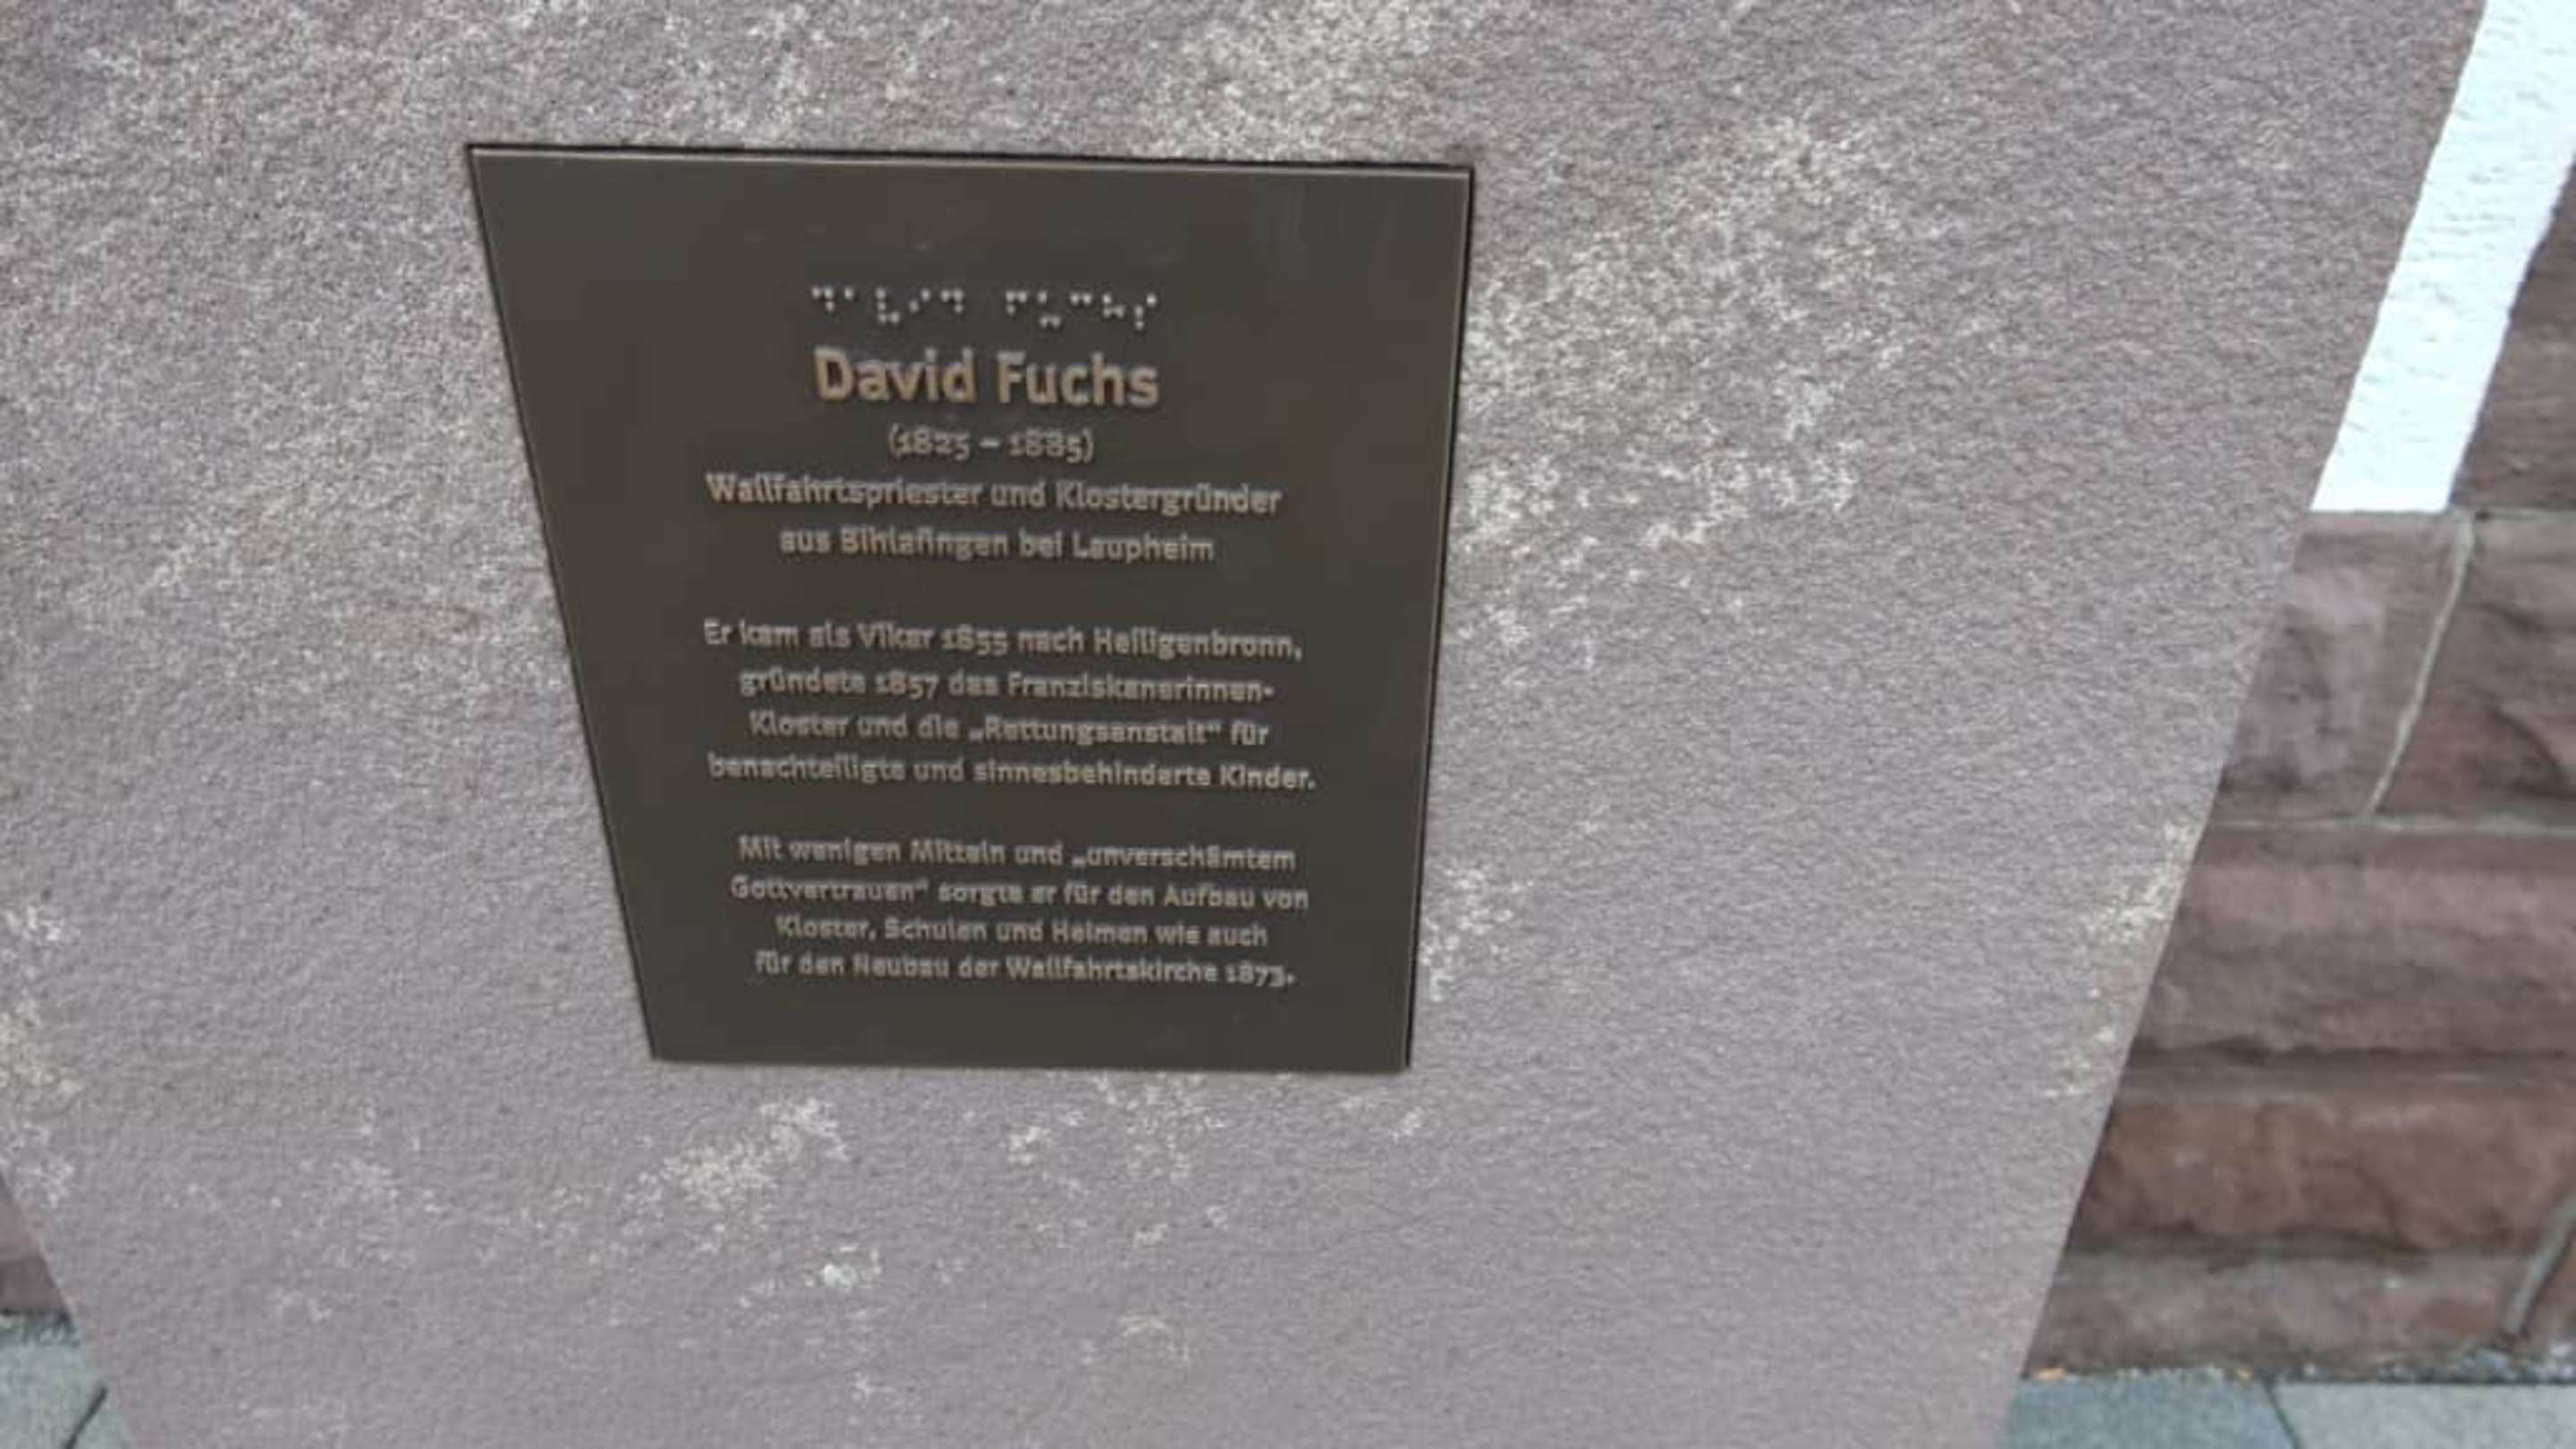 ⠙⠁⠧⠊⠙ ⠋⠥⠉⠓⠎
David Fuchs
(1825 – 1885)
Wallfahrtspriester und Klostergründer
aus Bihlafingen bei Laupheim
Er kam als Vikar 1855 nach Heiligenbronn,
gründete 1857 das Franziskanerinnen-
Kloster und die „Rettungsanstalt“ für
benachteiligte und sinnesbehinderte Kinder.
Mit wenigen Mitteln und „unverschämtem
Gottvertrauen“ sorgte er für den Aufbau von
Kloster, Schulen und Heimen wie auch
für den Neubau der Wallfahrtskirche 1873.